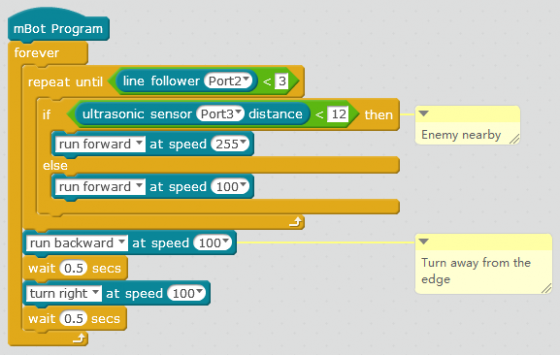 mBot Program
forever
repeat until line follower Port2 < 3
if ultrasonic sensor Port3 distance < 12 then
Enemy nearby
run forward at speed 255
else
run forward at speed 100
run backward at speed 100
Turn away from the
edge
wait 0.5 secs
turn right at speed 100
wait 0.5 secs